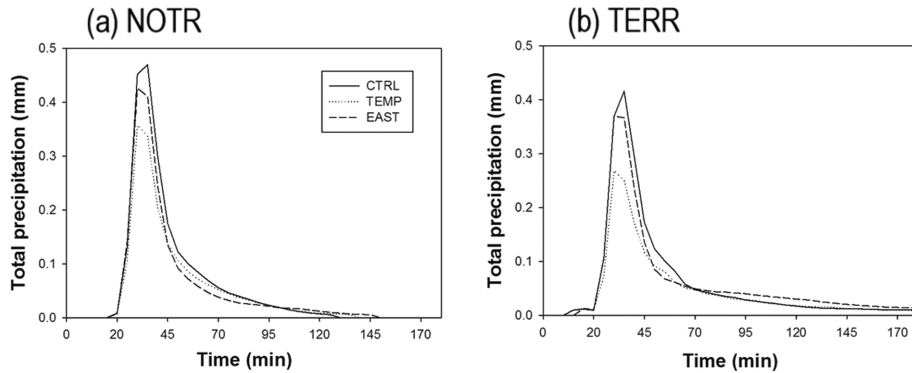 (a) NOTR
Total precipitation (mm)
0.5
0.4
0.3
0.2
0.1
0.0
CTRL
TEMP
EAST
0 20 45 70 95 120 145 170
Time (min)
(b) TERR
Total precipitation (mm)
0.5
0.4
0.3
0.2
0.1
0.0
0 20 45 70 95 120 145 170
Time (min)